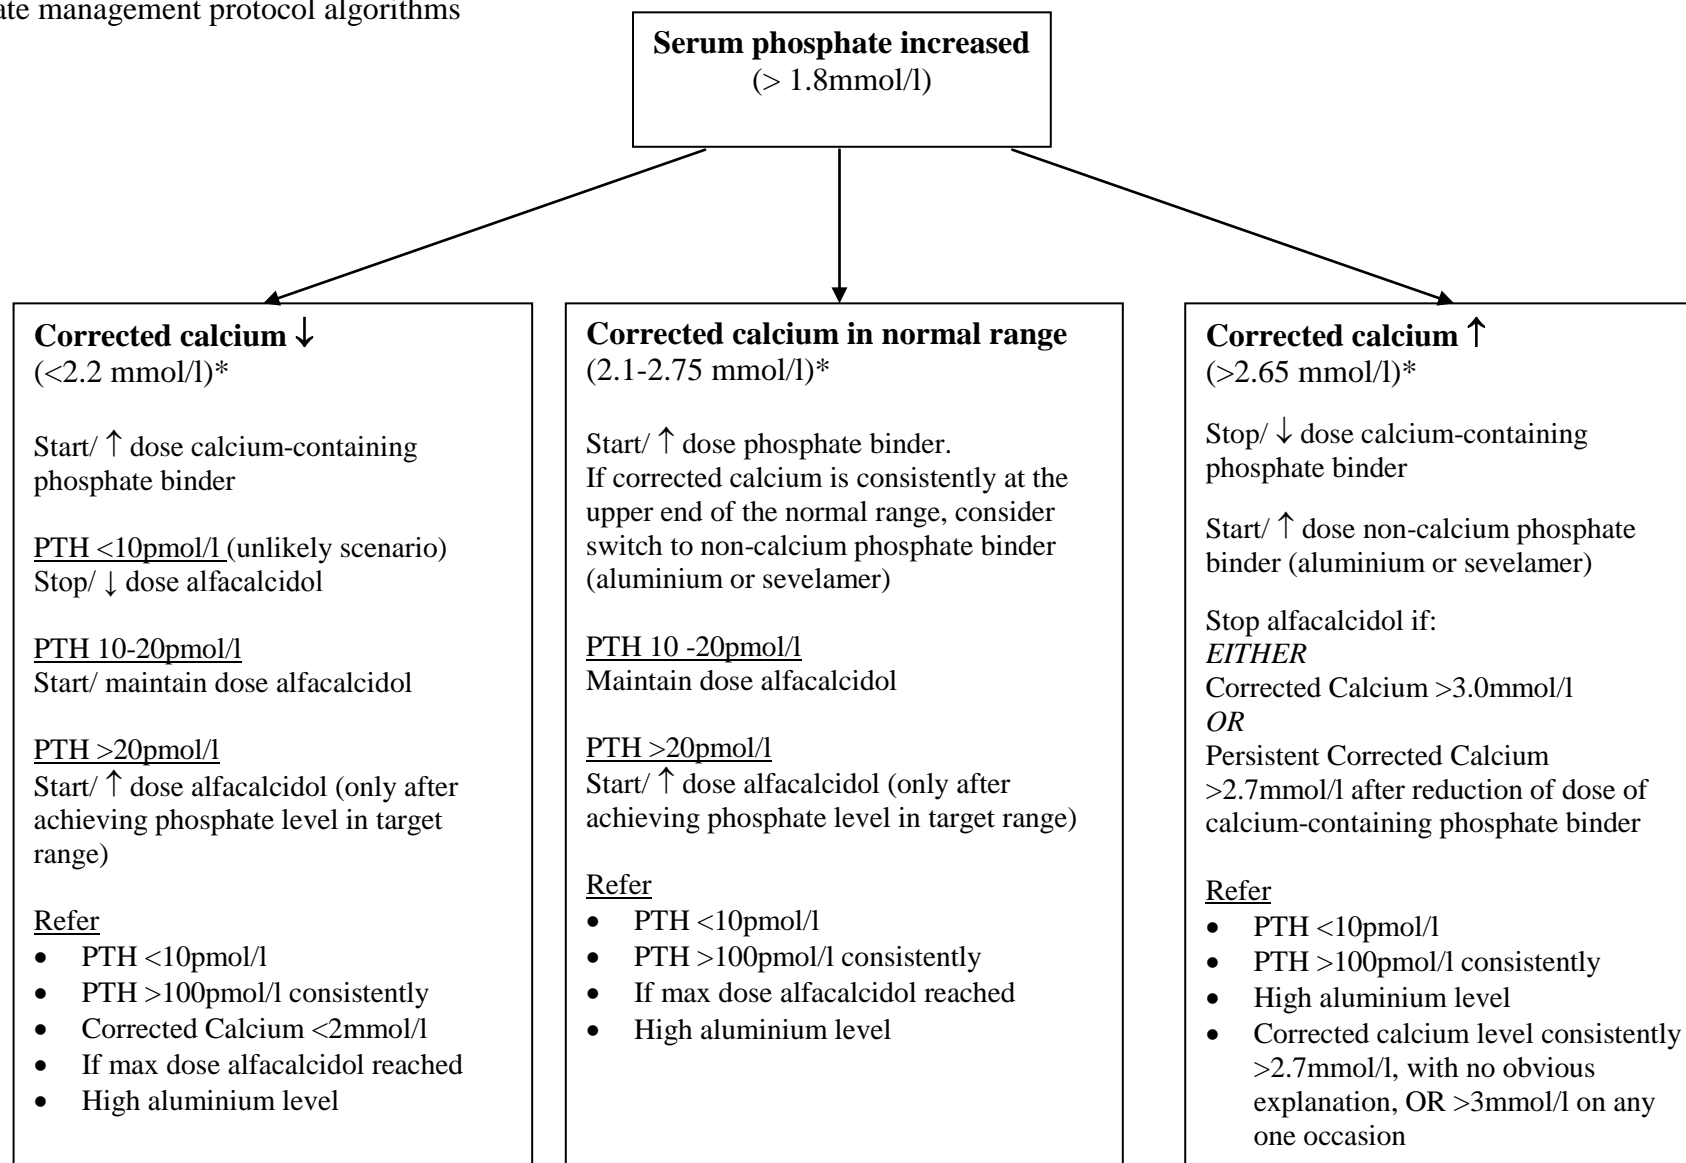 ate management protocol algorithms
Serum phosphate increased
(> 1.8mmol/l)
Corrected calcium ↓
(<2.2 mmol/l)*
Start/ ↑ dose calcium-containing
phosphate binder
PTH <10pmol/l (unlikely scenario)
Stop/ ↓ dose alfacalcidol
PTH 10-20pmol/l
Start/ maintain dose alfacalcidol
PTH >20pmol/l
Start/ ↑ dose alfacalcidol (only after
achieving phosphate level in target
range)
Refer
• PTH <10pmol/l
• PTH >100pmol/l consistently
• Corrected Calcium <2mmol/l
• If max dose alfacalcidol reached
• High aluminium level
Corrected calcium in normal range
(2.1-2.75 mmol/l)*
Start/ ↑ dose phosphate binder.
If corrected calcium is consistently at the
upper end of the normal range, consider
switch to non-calcium phosphate binder
(aluminium or sevelamer)
PTH 10 -20pmol/l
Maintain dose alfacalcidol
PTH >20pmol/l
Start/ ↑ dose alfacalcidol (only after
achieving phosphate level in target range)
Refer
• PTH <10pmol/l
• PTH >100pmol/l consistently
• If max dose alfacalcidol reached
• High aluminium level
Corrected calcium ↑
(>2.65 mmol/l)*
Stop/ ↓ dose calcium-containing
phosphate binder
Start/ ↑ dose non-calcium phosphate
binder (aluminium or sevelamer)
Stop alfacalcidol if:
EITHER
Corrected Calcium >3.0mmol/l
OR
Persistent Corrected Calcium
>2.7mmol/l after reduction of dose of
calcium-containing phosphate binder
Refer
• PTH <10pmol/l
• PTH >100pmol/l consistently
• High aluminium level
• Corrected calcium level consistently
>2.7mmol/l, with no obvious
explanation, OR >3mmol/l on any
one occasion